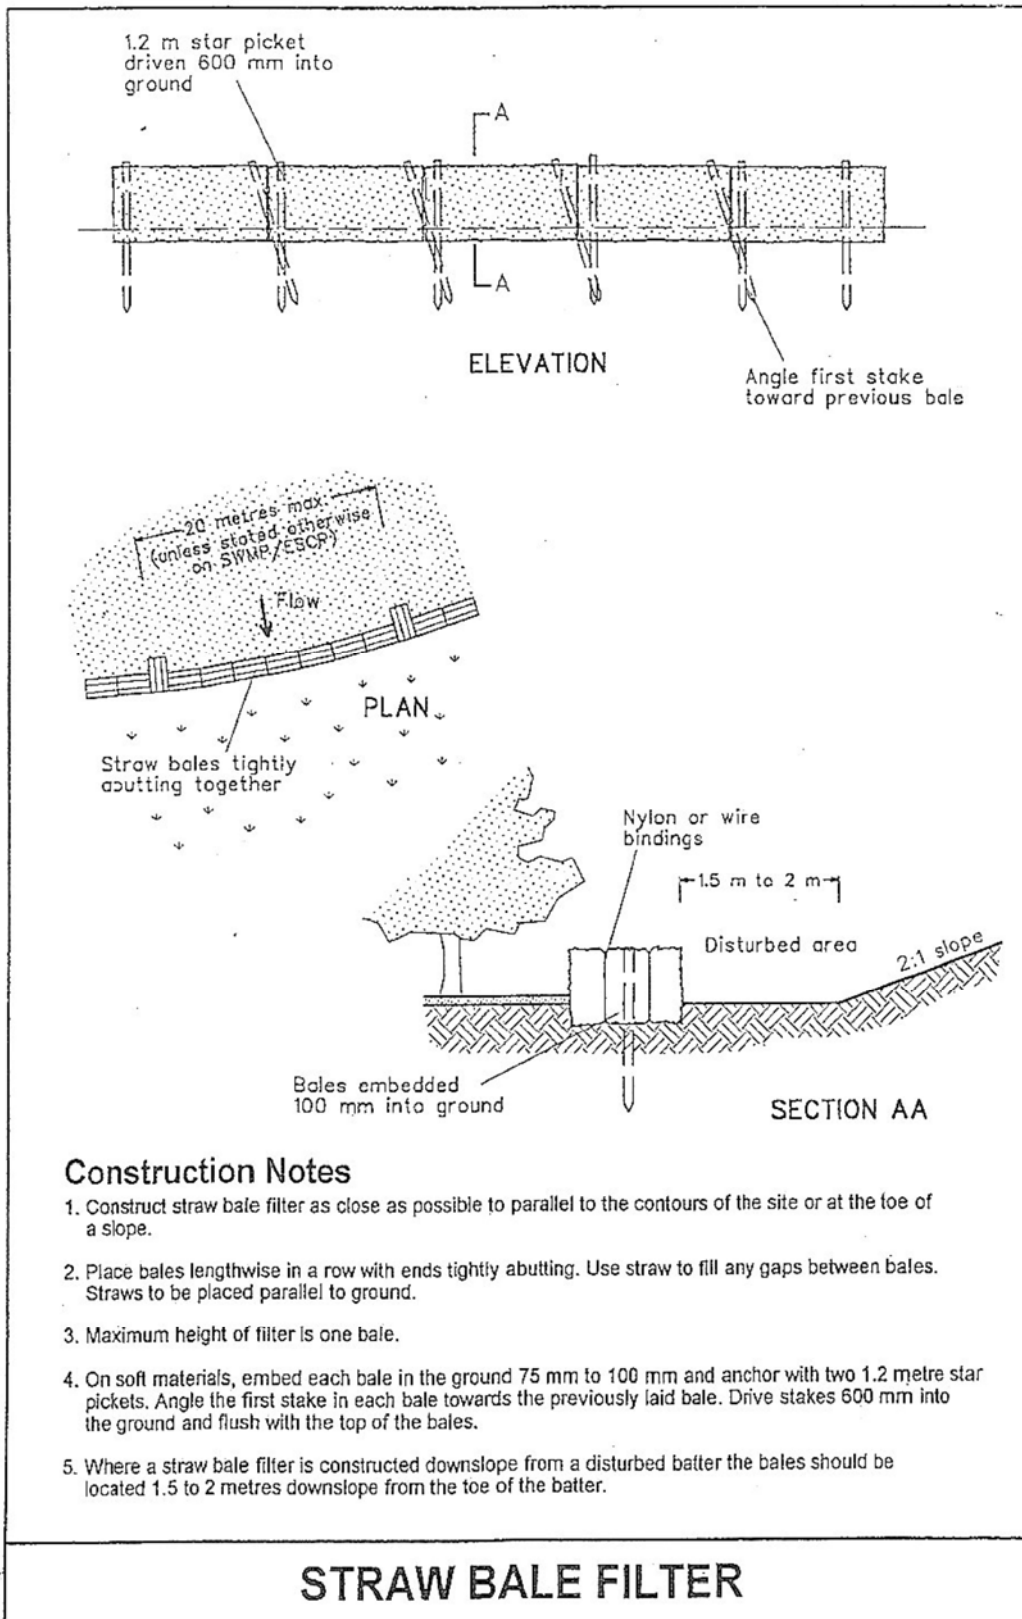 1.2 m star picket
driven 600 mm into
ground
A
A
ELEVATION
Angle first stake
toward previous bale
20 metres max.
(unless stated otherwise
on SWMP/ESCP)
Flow
PLAN
Straw bales tightly
abutting together
Nylon or wire
bindings
1.5 m to 2 m
Disturbed area
2:1 slope
Bales embedded
100 mm into ground
SECTION AA
Construction Notes
1. Construct straw bale filter as close as possible to parallel to the contours of the site or at the toe of
a slope.
2. Place bales lengthwise in a row with ends tightly abutting. Use straw to fill any gaps between bales.
Straws to be placed parallel to ground.
3. Maximum height of filter is one bale.
4. On soft materials, embed each bale in the ground 75 mm to 100 mm and anchor with two 1.2 metre star
pickets. Angle the first stake in each bale towards the previously laid bale. Drive stakes 600 mm into
the ground and flush with the top of the bales.
5. Where a straw bale filter is constructed downslope from a disturbed batter the bales should be
located 1.5 to 2 metres downslope from the toe of the batter.
STRAW BALE FILTER